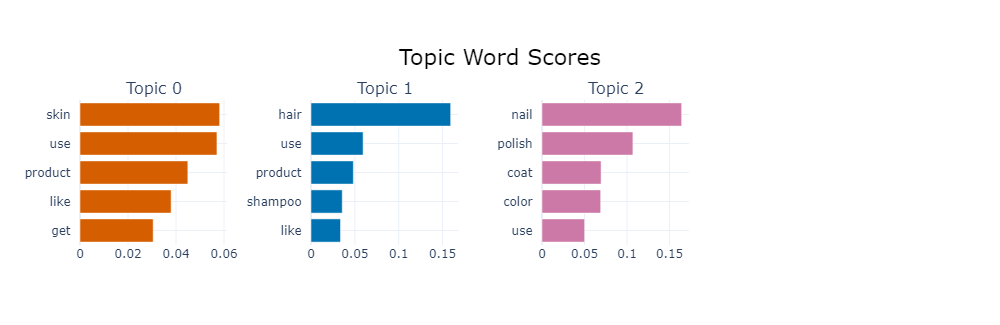 Topic Word Scores
Topic 0
skin
use
product
like
get
0 0.02 0.04 0.06
Topic 1
hair
use
product
shampoo
like
0 0.05 0.1 0.15
Topic 2
nail
polish
coat
color
use
0 0.05 0.1 0.15